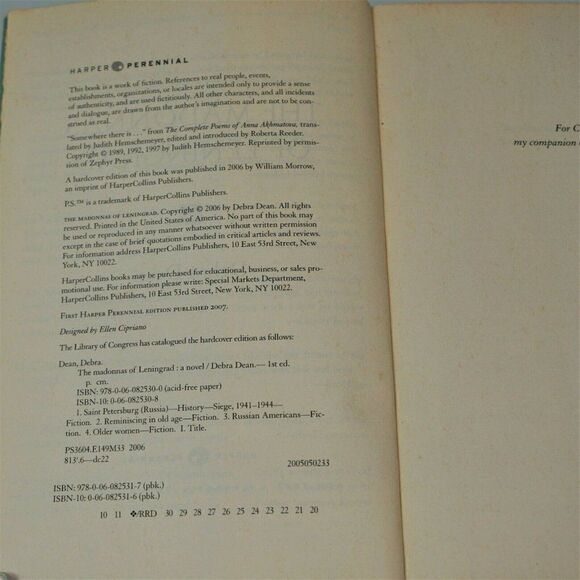 HARPER PERENNIAL
This book is a work of fiction. References to real people, events,
establishments, organizations, or locales are intended only to provide a sense
of authenticity, and are used fictitiously. All other characters, and all incidents
and dialogue, are drawn from the author's imagination and are not to be con-
strued as real.
"Somewhere there is . . ." from The Complete Poems of Anna Akhmatova, trans-
lated by Judith Hemschemeyer, edited and introduced by Roberta Reeder.
Copyright © 1989, 1992, 1997 by Judith Hemschemeyer. Reprinted by permis-
sion of Zephyr Press.
A hardcover edition of this book was published in 2006 by William Morrow,
an imprint of HarperCollins Publishers.
P.S.™ is a trademark of HarperCollins Publishers.
THE MADONNAS OF LENINGRAD. Copyright © 2006 by Debra Dean. All rights
reserved. Printed in the United States of America. No part of this book may
be used or reproduced in any manner whatsoever without written permission
except in the case of brief quotations embodied in critical articles and reviews.
For information address HarperCollins Publishers, 10 East 53rd Street, New
York, NY 10022.
HarperCollins books may be purchased for educational, business, or sales pro-
motional use. For information please write: Special Markets Department,
HarperCollins Publishers, 10 East 53rd Street, New York, NY 10022.
FIRST HARPER PERENNIAL EDITION PUBLISHED 2007.
Designed by Ellen Cipriano
The Library of Congress has catalogued the hardcover edition as follows:
Dean, Debra.
The madonnas of Leningrad : a novel / Debra Dean.— 1st ed.
p. cm.
ISBN: 978-0-06-082530-0 (acid-free paper)
ISBN-10: 0-06-082530-8
1. Saint Petersburg (Russia)—History—Siege, 1941–1944—
Fiction. 2. Reminiscing in old age—Fiction. 3. Russian Americans—Fic-
tion. 4. Older women—Fiction. I. Title.
PS3604.E149M33 2006
813'.6—dc22
2005050233
ISBN: 978-0-06-082531-7 (pbk.)
ISBN-10: 0-06-082531-6 (pbk.)
10 11 ❖/RRD 30 29 28 27 26 25 24 23 22 21 20
For C
my companion